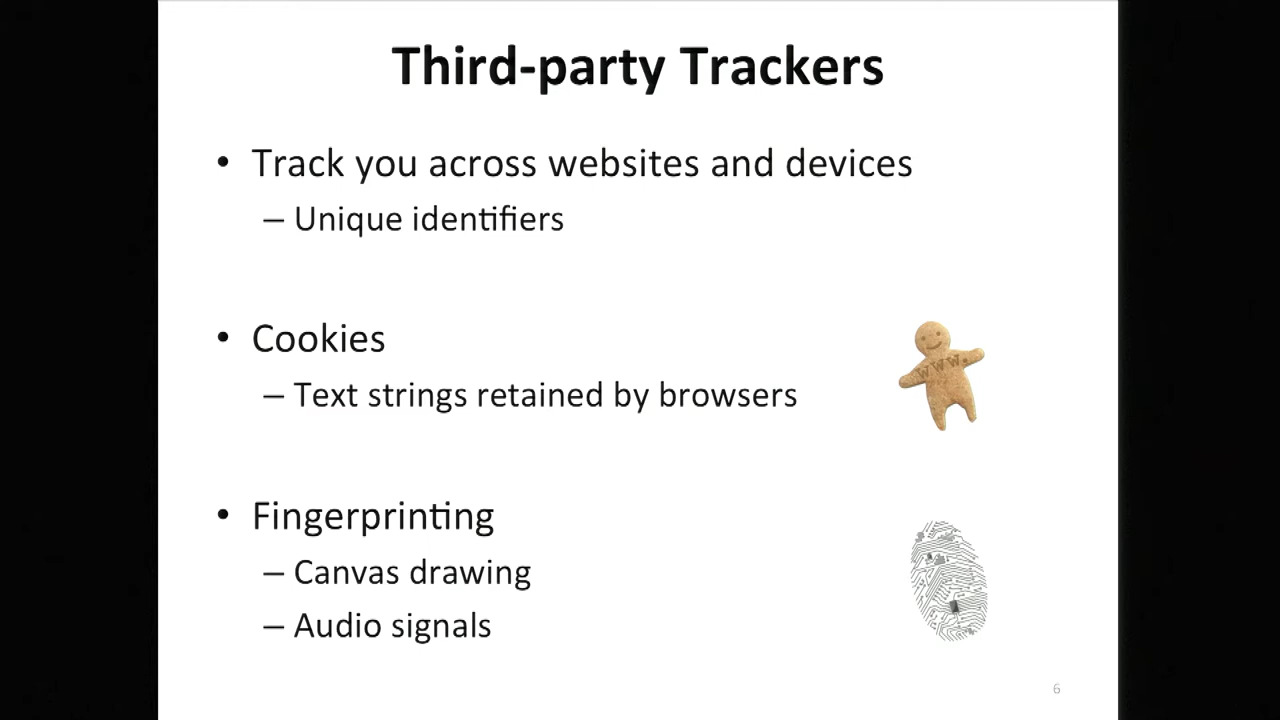 Third-party Trackers
• Track you across websites and devices
– Unique identifiers
• Cookies
– Text strings retained by browsers
www.
• Fingerprinting
– Canvas drawing
– Audio signals
6